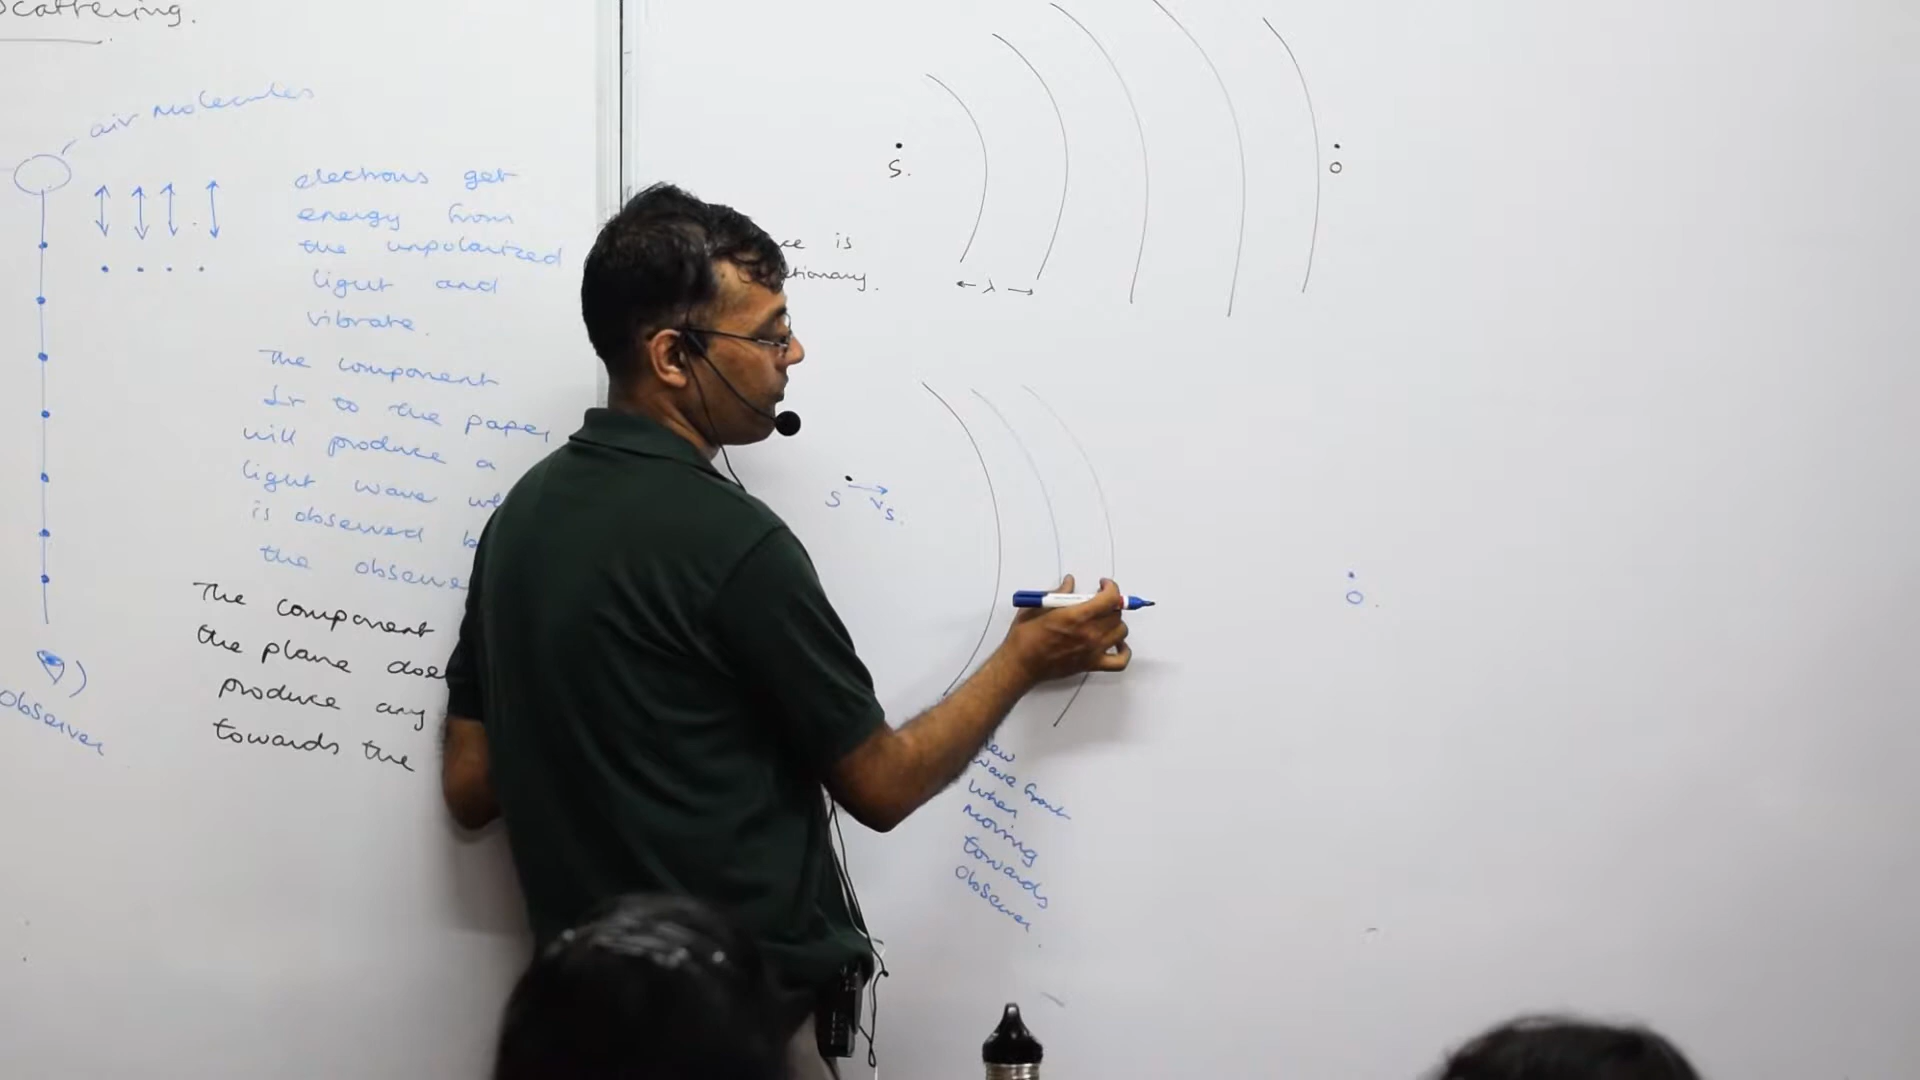 Scattering.
air molecules
electrons get
energy from
the unpolarized
light and
vibrate.
The component
⊥r to the paper
will produce a
light wave
is observed
the
The component
the plane does
produce any
towards the
Observer
S.
O
is
← λ →
S
vs.
O.
new
wave front
when
moving
towards
observer.